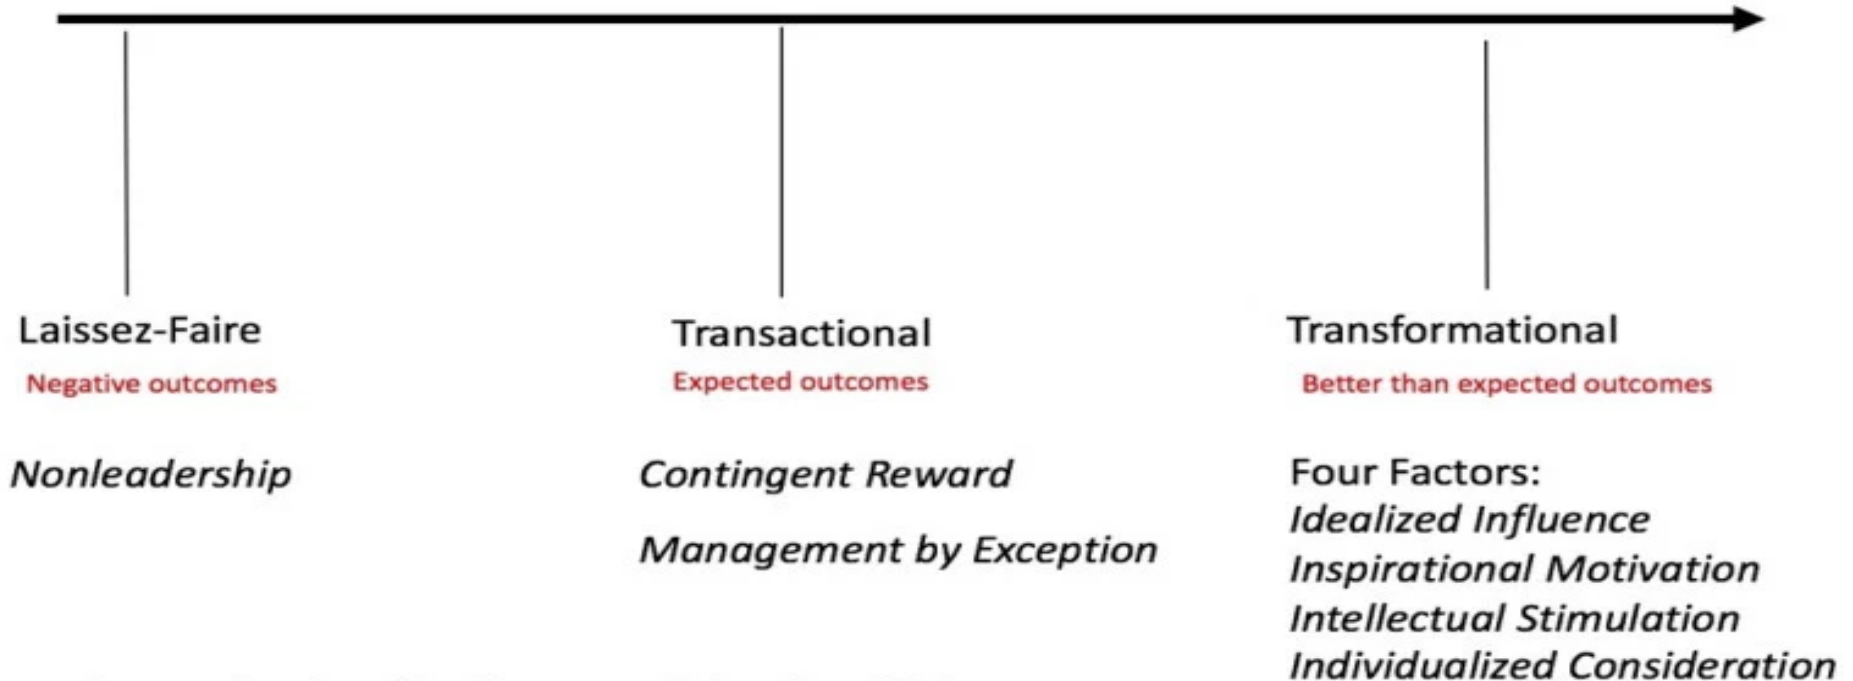 Laissez-Faire
Negative outcomes
Nonleadership
Transactional
Expected outcomes
Contingent Reward
Management by Exception
Transformational
Better than expected outcomes
Four Factors:
Idealized Influence
Inspirational Motivation
Intellectual Stimulation
Individualized Consideration